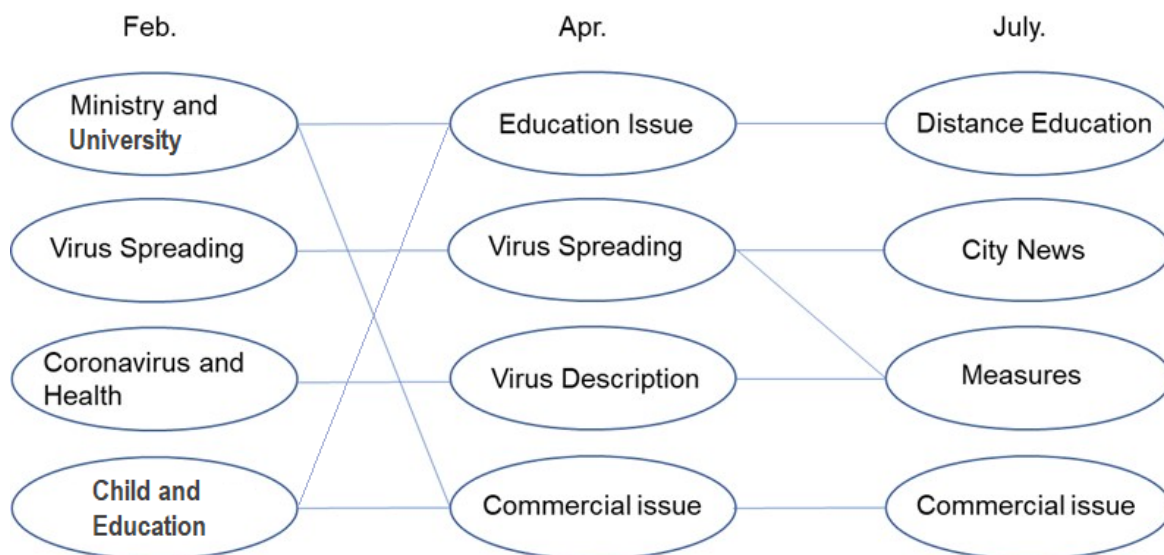 Feb.
Apr.
July.
Ministry and
University
Education Issue
Distance Education
Virus Spreading
Virus Spreading
City News
Coronavirus and
Health
Virus Description
Measures
Child and
Education
Commercial issue
Commercial issue